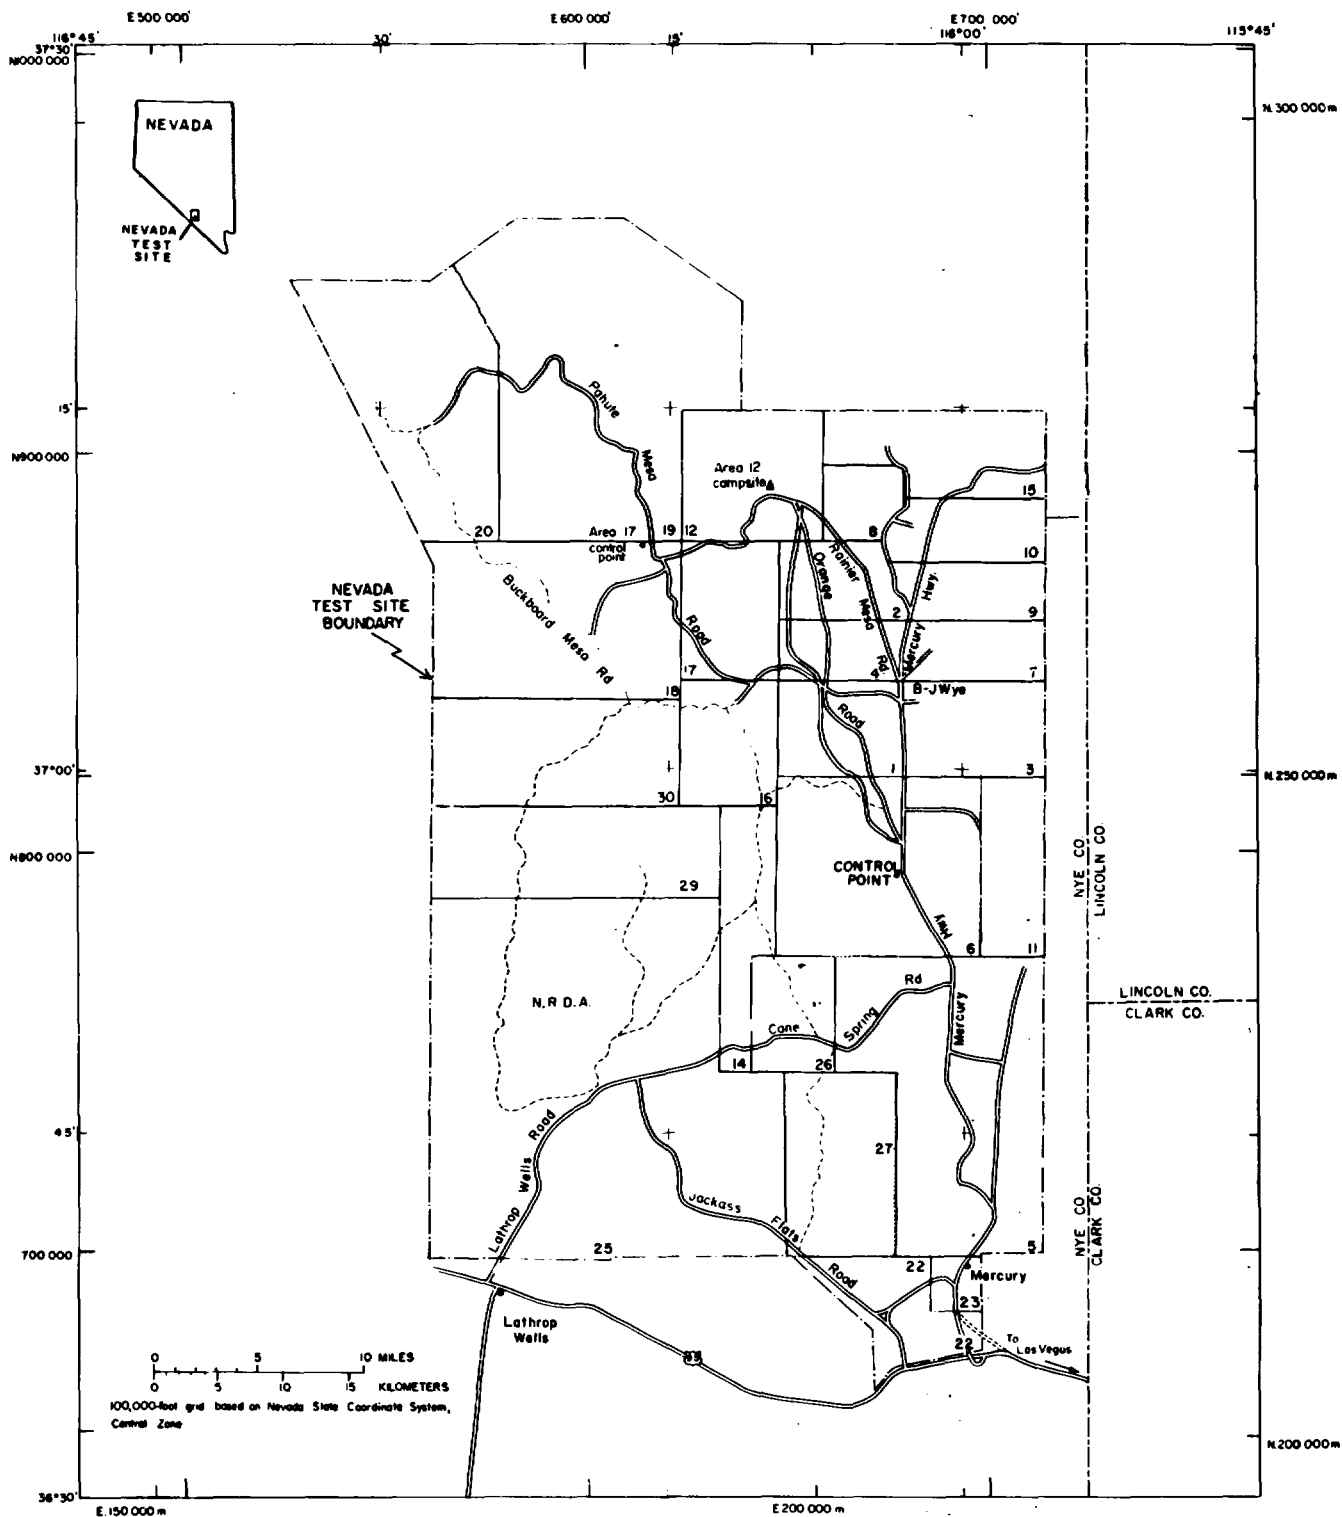 E 500 000'
E 600 000'
E 700 000'
116°45'
30'
15'
116°00'
115°45'
37°30'
N1000 000
N.300 000 m
NEVADA
NEVADA
TEST
SITE
15'
N900 000
Pahute
Mesa
Area 12
campsite
15
20
Area 17
control
point
19
12
8
10
Rainier
Mesa
Rd.
Orange
Road
Hwy.
Mercury
NEVADA
TEST SITE
BOUNDARY
Buckboard Mesa Rd
2
9
Road
17
4
7
B-J Wye
18
37°00'
1
3
N.250 000 m
30
16
N800 000
CONTROL
POINT
NYE CO.
LINCOLN CO.
29
Hwy
6
11
N.R.D.A.
Rd
Spring
Cane
Mercury
LINCOLN CO.
CLARK CO.
14
26
45'
Lathrop Wells Road
27
Jackass
Flats
Road
NYE CO.
CLARK CO.
700 000
25
5
22
Mercury
23
Lathrop
Wells
22
To
Las Vegas
95
0 5 10 MILES
0 5 10 15 KILOMETERS
100,000-foot grid based on Nevada State Coordinate System,
Central Zone
N.200 000 m
36°30'
E.150 000 m
E 200 000 m